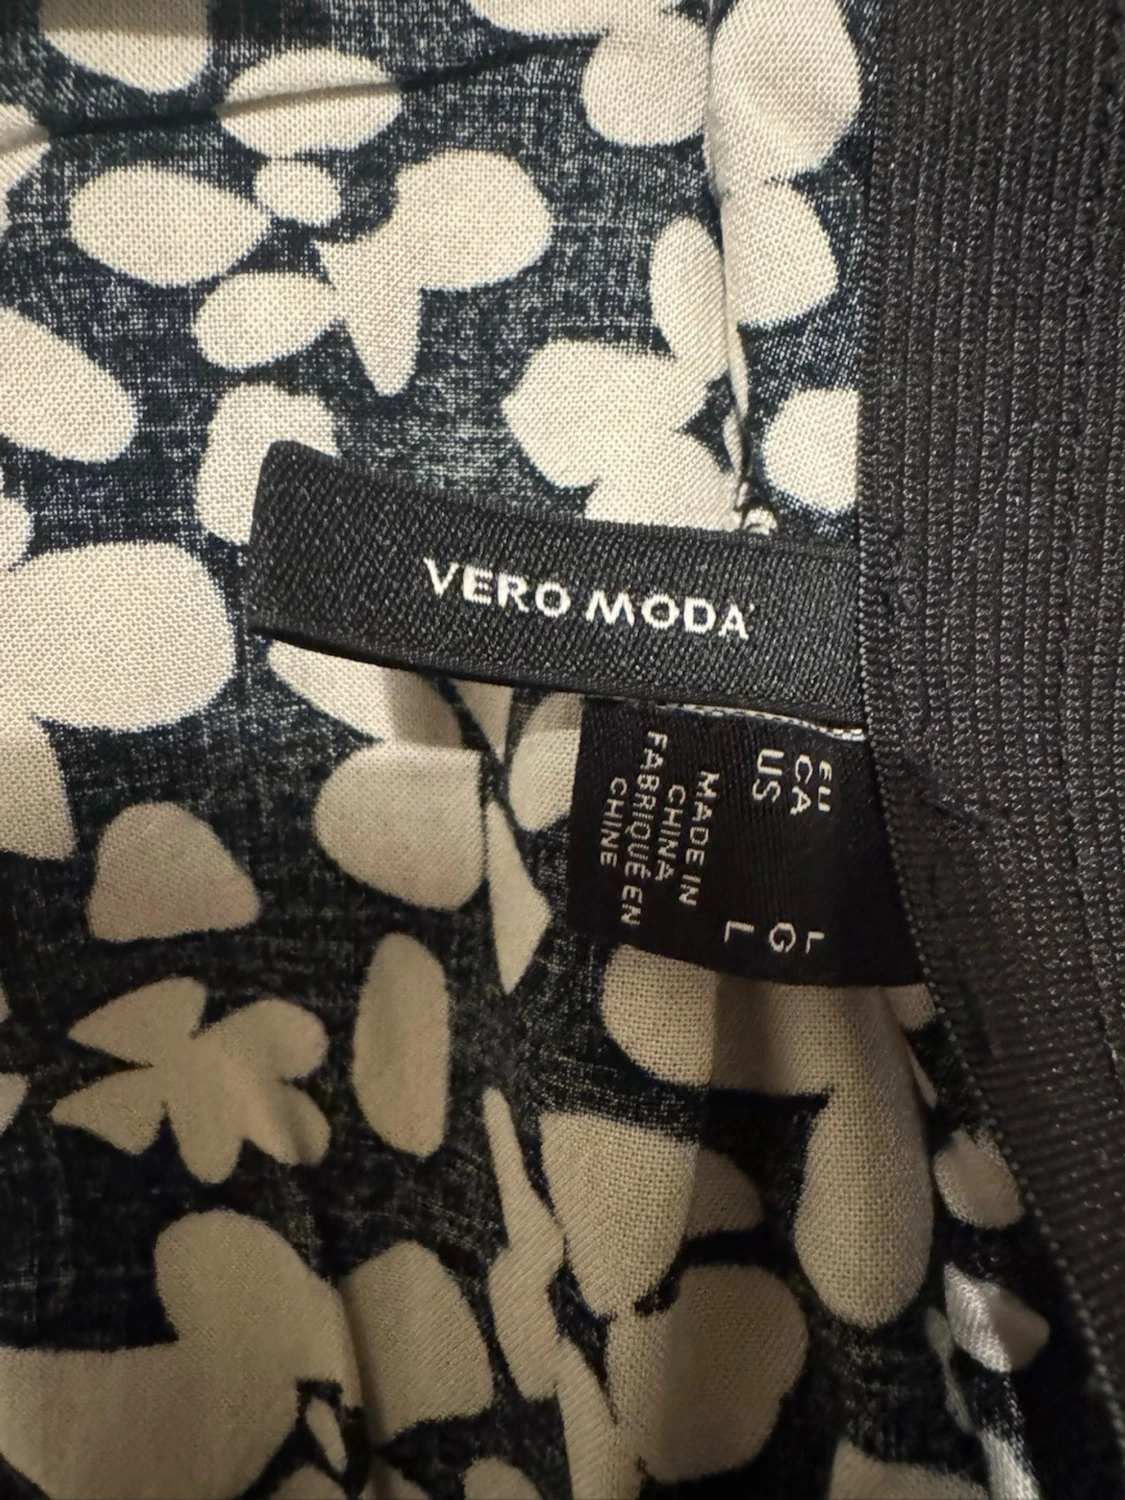 VERO MODA
EU L
CA G
US L
MADE IN
CHINA
FABRIQUÉ EN
CHINE